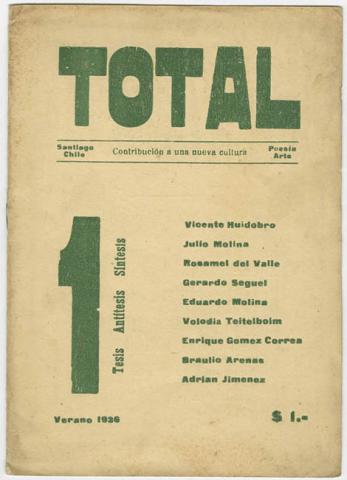 TOTAL
Santiago Chile
Contribución a una nueva cultura
Poesía Arte
1
Tesis Antítesis Síntesis
Vicente Huidobro
Julio Molina
Rosamel del Valle
Gerardo Seguel
Eduardo Molina
Volodia Teitelboim
Enrique Gomez Correa
Braulio Arenas
Adrian Jimenez
Verano 1936
$ 1.-